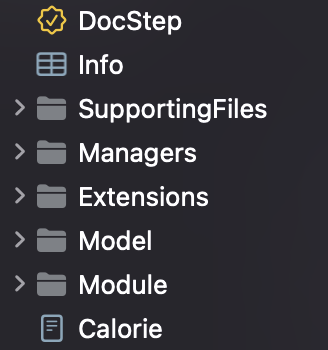 DocStep
Info
SupportingFiles
Managers
Extensions
Model
Module
Calorie